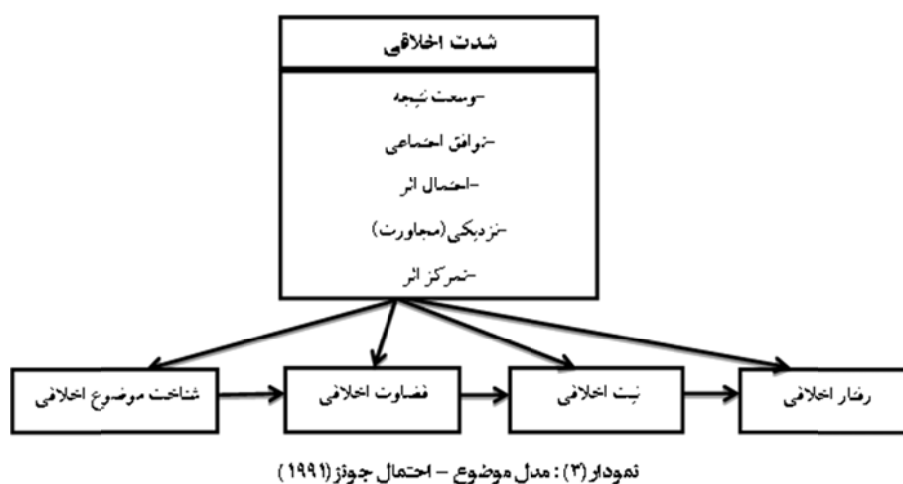 شدت اخلاقی
-وسعت نتیجه
-توافق اجتماعی
-احتمال اثر
-نزدیکی(مجاورت)
-تمرکز اثر
شناخت موضوع اخلاقی
قضاوت اخلاقی
نیت اخلاقی
رفتار اخلاقی
نمودار(۳): مدل موضوع – احتمال جونز(۱۹۹۱)